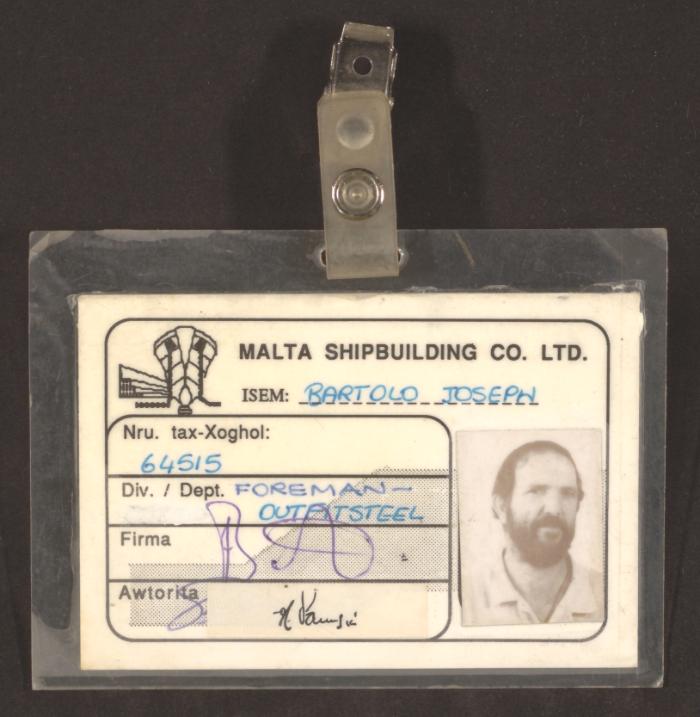 MALTA SHIPBUILDING CO. LTD.
ISEM: BARTOLO JOSEPH
Nru. tax-Xoghol:
64515
Div. / Dept. FOREMAN-
OUTFITSTEEL
Firma
Awtorita